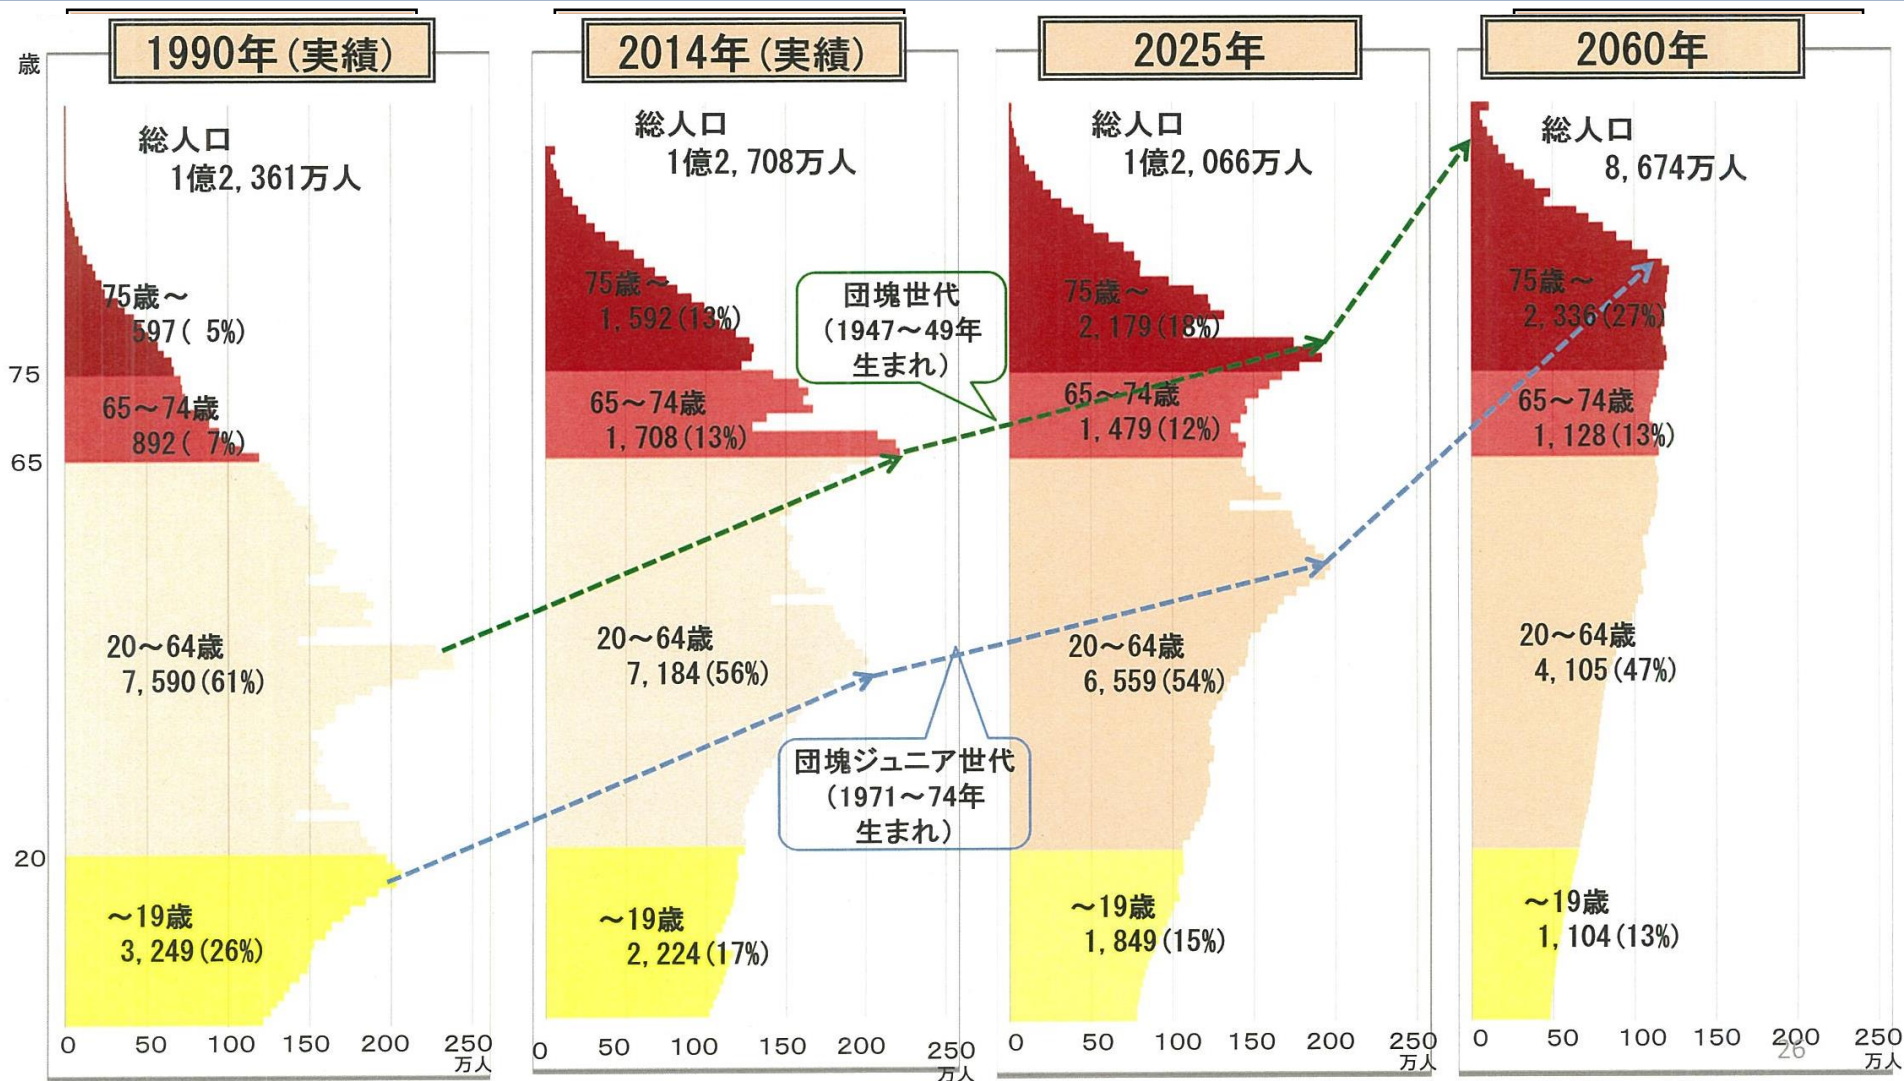 1990年（実績）
歳
総人口
1億2,361万人
75歳～
597( 5%)
75
65～74歳
892( 7%)
65
20～64歳
7,590(61%)
20
～19歳
3,249(26%)
0 50 100 150 200 250
万人
2014年（実績）
総人口
1億2,708万人
75歳～
1,592(13%)
65～74歳
1,708(13%)
20～64歳
7,184(56%)
～19歳
2,224(17%)
0 50 100 150 200 250
万人
団塊世代
（1947～49年
生まれ）
団塊ジュニア世代
（1971～74年
生まれ）
2025年
総人口
1億2,066万人
75歳～
2,179(18%)
65～74歳
1,479(12%)
20～64歳
6,559(54%)
～19歳
1,849(15%)
0 50 100 150 200 250
万人
2060年
総人口
8,674万人
75歳～
2,336(27%)
65～74歳
1,128(13%)
20～64歳
4,105(47%)
～19歳
1,104(13%)
0 50 100 150 200 250
万人
26